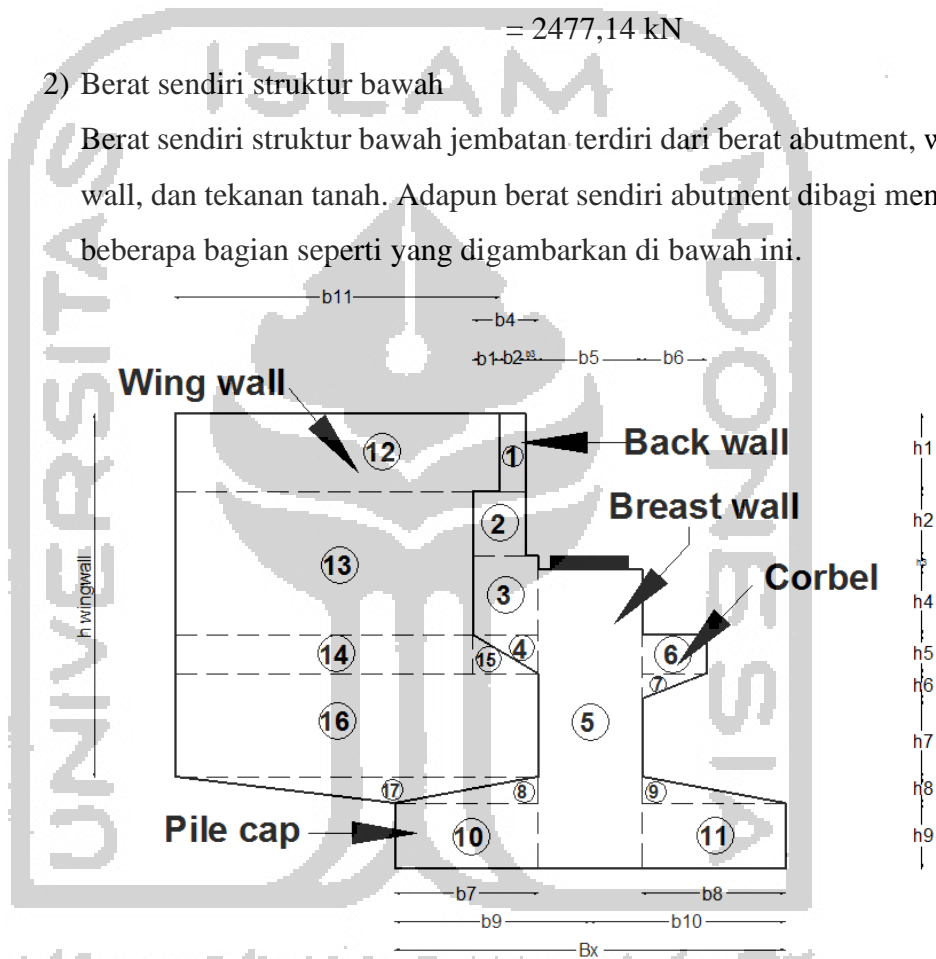 = 2477,14 kN
2) Berat sendiri struktur bawah
Berat sendiri struktur bawah jembatan terdiri dari berat abutment, w
wall, dan tekanan tanah. Adapun berat sendiri abutment dibagi men
beberapa bagian seperti yang digambarkan di bawah ini.
b11
b4
b1 b2 b3 b5 b6
Wing wall
12
1
Back wall
h1
2
Breast wall
h2
13
3
Corbel
h wingwall
h4
14
15
4
6
h5
7
h6
16
5
h7
17
8
9
h8
Pile cap
10
11
h9
b7
b8
b9
b10
Bx
UNIVERSITAS
ISLAM
INDONESIA